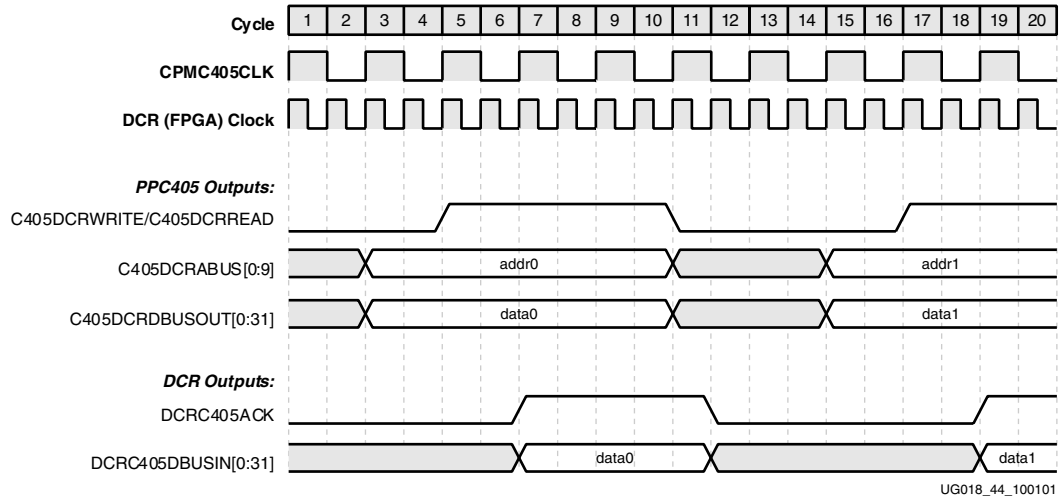 Cycle 1 2 3 4 5 6 7 8 9 10 11 12 13 14 15 16 17 18 19 20
CPMC405CLK
DCR (FPGA) Clock
PPC405 Outputs:
C405DCRWRITE/C405DCRREAD
C405DCRABUS[0:9] addr0 addr1
C405DCRDBUSOUT[0:31] data0 data1
DCR Outputs:
DCRC405ACK
DCRC405DBUSIN[0:31] data0 data1
UG018_44_100101